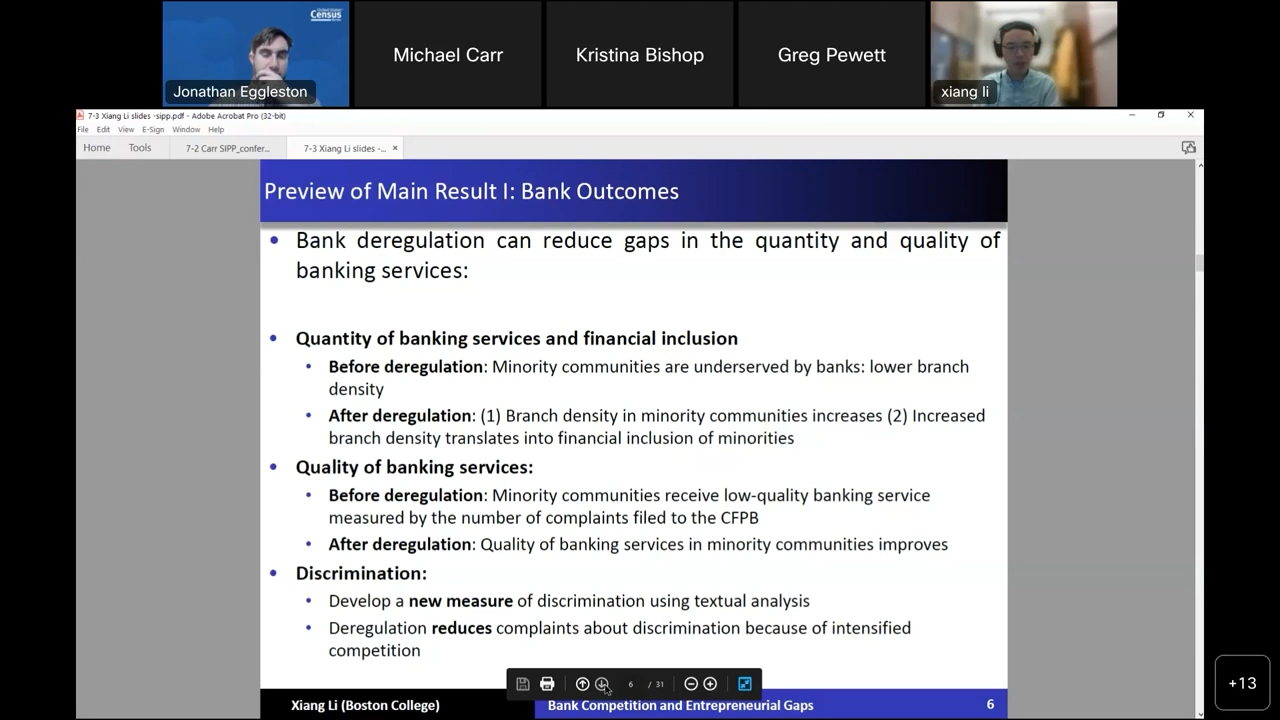 United States®
Census
Bureau
Jonathan Eggleston
Michael Carr
Kristina Bishop
Greg Pewett
xiang li
7-3 Xiang Li slides -sipp.pdf - Adobe Acrobat Pro (32-bit)
File Edit View E-Sign Window Help
Home Tools 7-2 Carr SIPP_confer... 7-3 Xiang Li slides -... ×
Preview of Main Result I: Bank Outcomes
• Bank deregulation can reduce gaps in the quantity and quality of
banking services:
• Quantity of banking services and financial inclusion
• Before deregulation: Minority communities are underserved by banks: lower branch
density
• After deregulation: (1) Branch density in minority communities increases (2) Increased
branch density translates into financial inclusion of minorities
• Quality of banking services:
• Before deregulation: Minority communities receive low-quality banking service
measured by the number of complaints filed to the CFPB
• After deregulation: Quality of banking services in minority communities improves
• Discrimination:
• Develop a new measure of discrimination using textual analysis
• Deregulation reduces complaints about discrimination because of intensified
competition
6 / 31
Xiang Li (Boston College) Bank Competition and Entrepreneurial Gaps 6
+13